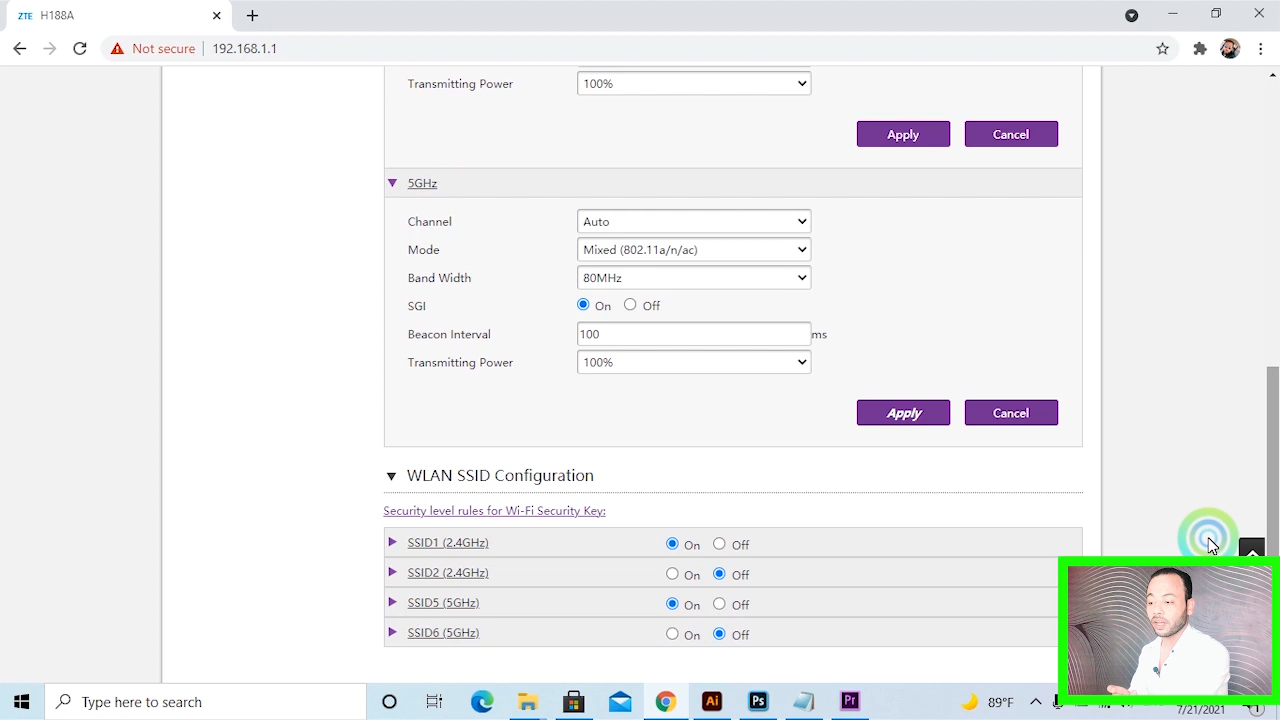 ZTE H188A
Not secure 192.168.1.1
Transmitting Power 100%
Apply Cancel
5GHz
Channel Auto
Mode Mixed (802.11a/n/ac)
Band Width 80MHz
SGI On Off
Beacon Interval 100 ms
Transmitting Power 100%
Apply Cancel
WLAN SSID Configuration
Security level rules for Wi-Fi Security Key:
SSID1 (2.4GHz) On Off
SSID2 (2.4GHz) On Off
SSID5 (5GHz) On Off
SSID6 (5GHz) On Off
Type here to search Ai Ps Pr 89°F
7/21/2021